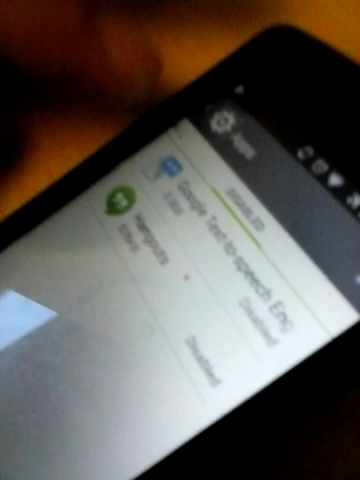 Apps
DISABLED
Google Text-to-speech Eng
Disabled
Hangouts
Disabled